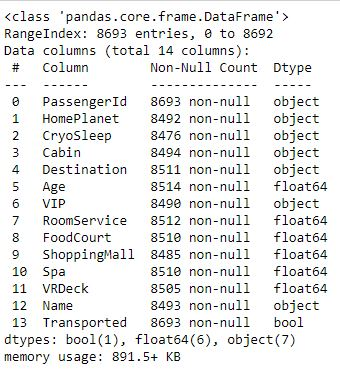 <class 'pandas.core.frame.DataFrame'>
RangeIndex: 8693 entries, 0 to 8692
Data columns (total 14 columns):
 #   Column        Non-Null Count  Dtype
---  ------        --------------  -----
 0   PassengerId   8693 non-null   object
 1   HomePlanet    8492 non-null   object
 2   CryoSleep     8476 non-null   object
 3   Cabin         8494 non-null   object
 4   Destination   8511 non-null   object
 5   Age           8514 non-null   float64
 6   VIP           8490 non-null   object
 7   RoomService   8512 non-null   float64
 8   FoodCourt     8510 non-null   float64
 9   ShoppingMall  8485 non-null   float64
 10  Spa           8510 non-null   float64
 11  VRDeck        8505 non-null   float64
 12  Name          8493 non-null   object
 13  Transported   8693 non-null   bool
dtypes: bool(1), float64(6), object(7)
memory usage: 891.5+ KB